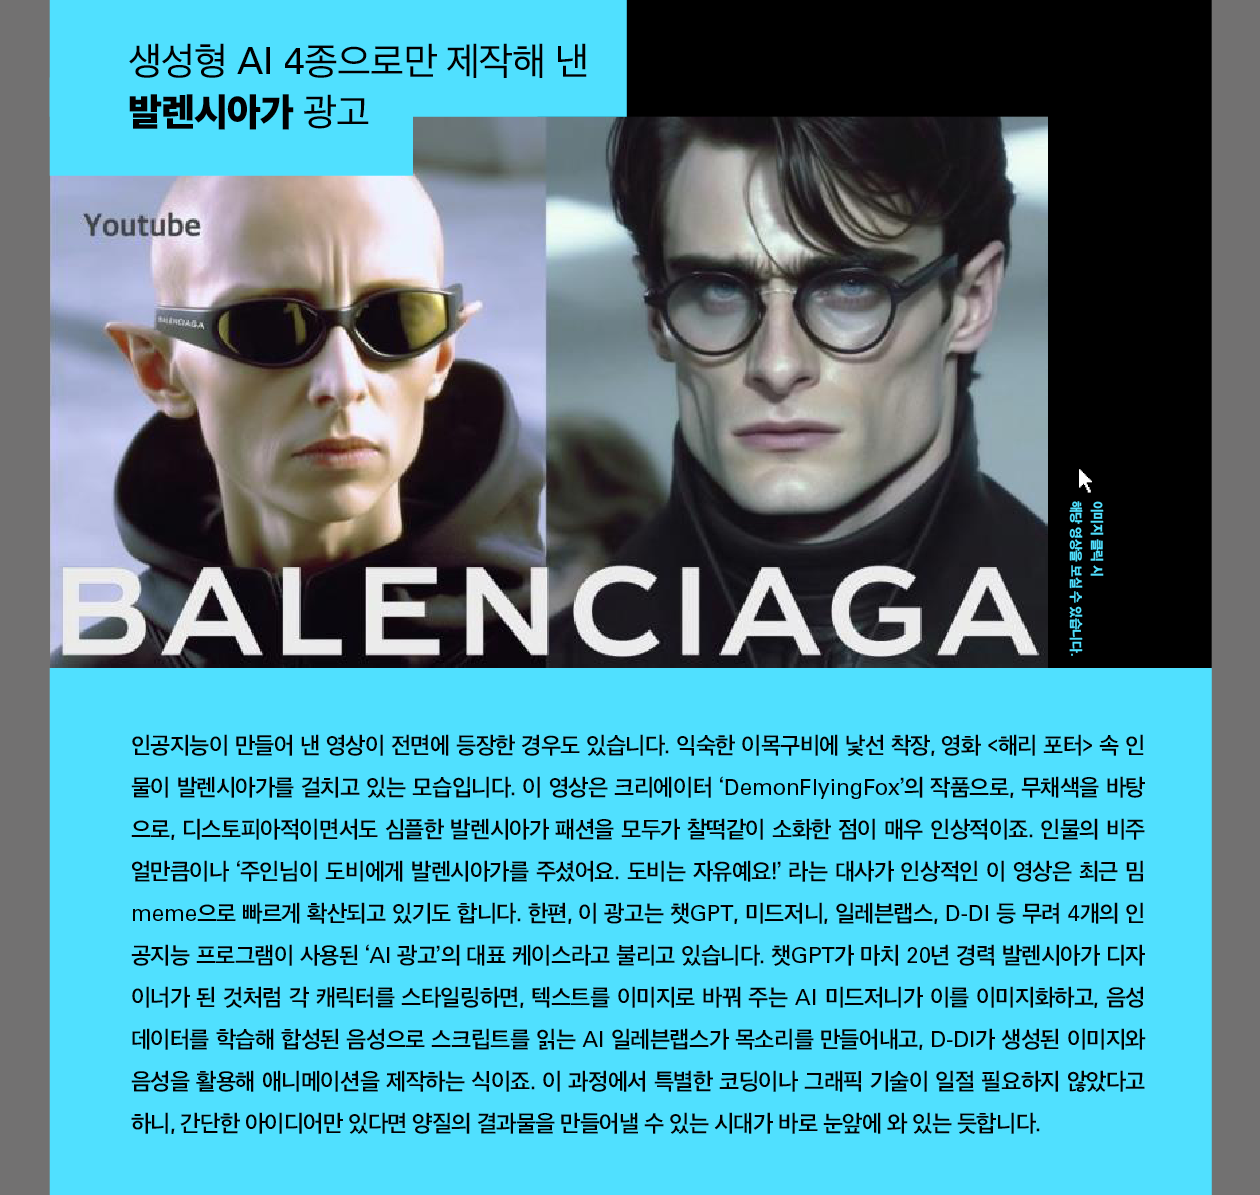 생성형 AI 4종으로만 제작해 낸
발렌시아가 광고
Youtube
BALENCIAGA
BALENCIAGA
이미지 클릭 시
해당 영상을 보실 수 있습니다.
인공지능이 만들어 낸 영상이 전면에 등장한 경우도 있습니다. 익숙한 이목구비에 낯선 착장, 영화 <해리 포터> 속 인
물이 발렌시아가를 걸치고 있는 모습입니다. 이 영상은 크리에이터 ‘DemonFlyingFox’의 작품으로, 무채색을 바탕
으로, 디스토피아적이면서도 심플한 발렌시아가 패션을 모두가 찰떡같이 소화한 점이 매우 인상적이죠. 인물의 비주
얼만큼이나 ‘주인님이 도비에게 발렌시아가를 주셨어요. 도비는 자유예요!’ 라는 대사가 인상적인 이 영상은 최근 밈
meme으로 빠르게 확산되고 있기도 합니다. 한편, 이 광고는 챗GPT, 미드저니, 일레븐랩스, D-DI 등 무려 4개의 인
공지능 프로그램이 사용된 ‘AI 광고’의 대표 케이스라고 불리고 있습니다. 챗GPT가 마치 20년 경력 발렌시아가 디자
이너가 된 것처럼 각 캐릭터를 스타일링하면, 텍스트를 이미지로 바꿔 주는 AI 미드저니가 이를 이미지화하고, 음성
데이터를 학습해 합성된 음성으로 스크립트를 읽는 AI 일레븐랩스가 목소리를 만들어내고, D-DI가 생성된 이미지와
음성을 활용해 애니메이션을 제작하는 식이죠. 이 과정에서 특별한 코딩이나 그래픽 기술이 일절 필요하지 않았다고
하니, 간단한 아이디어만 있다면 양질의 결과물을 만들어낼 수 있는 시대가 바로 눈앞에 와 있는 듯합니다.